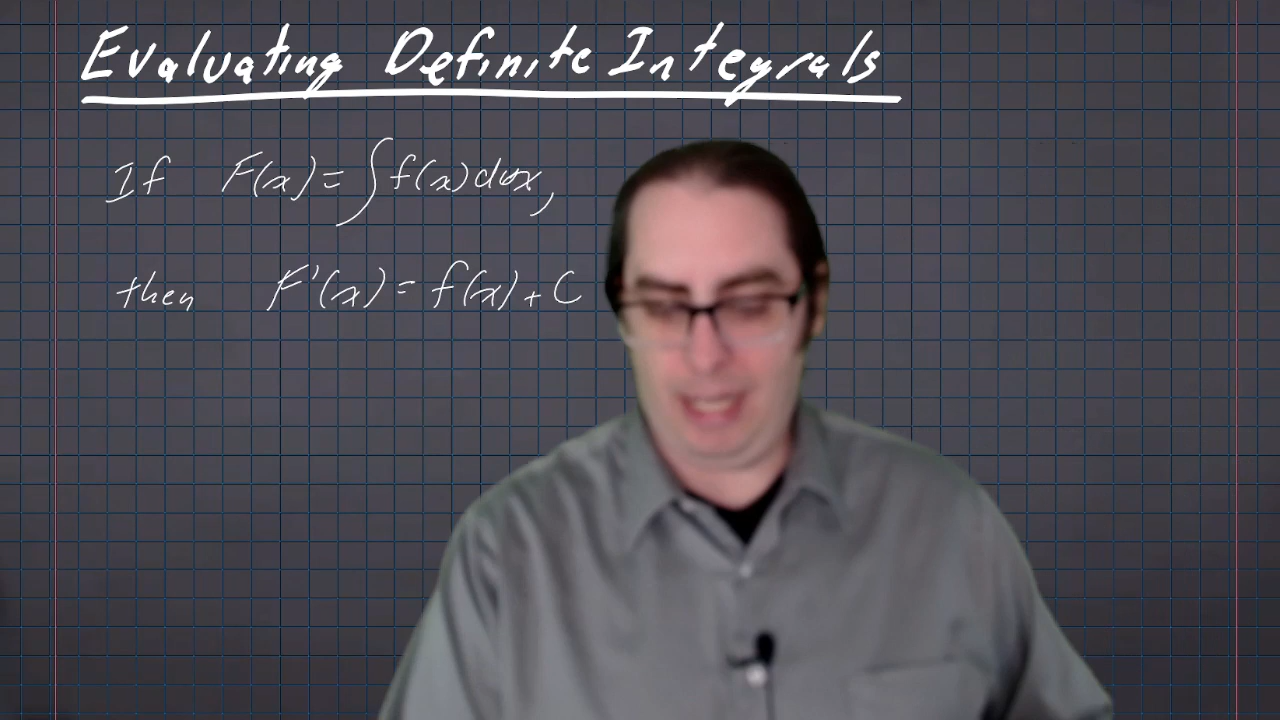 Evaluating Definite Integrals
If F(x) = ∫f(x)dx,
then F'(x) = f(x) + C